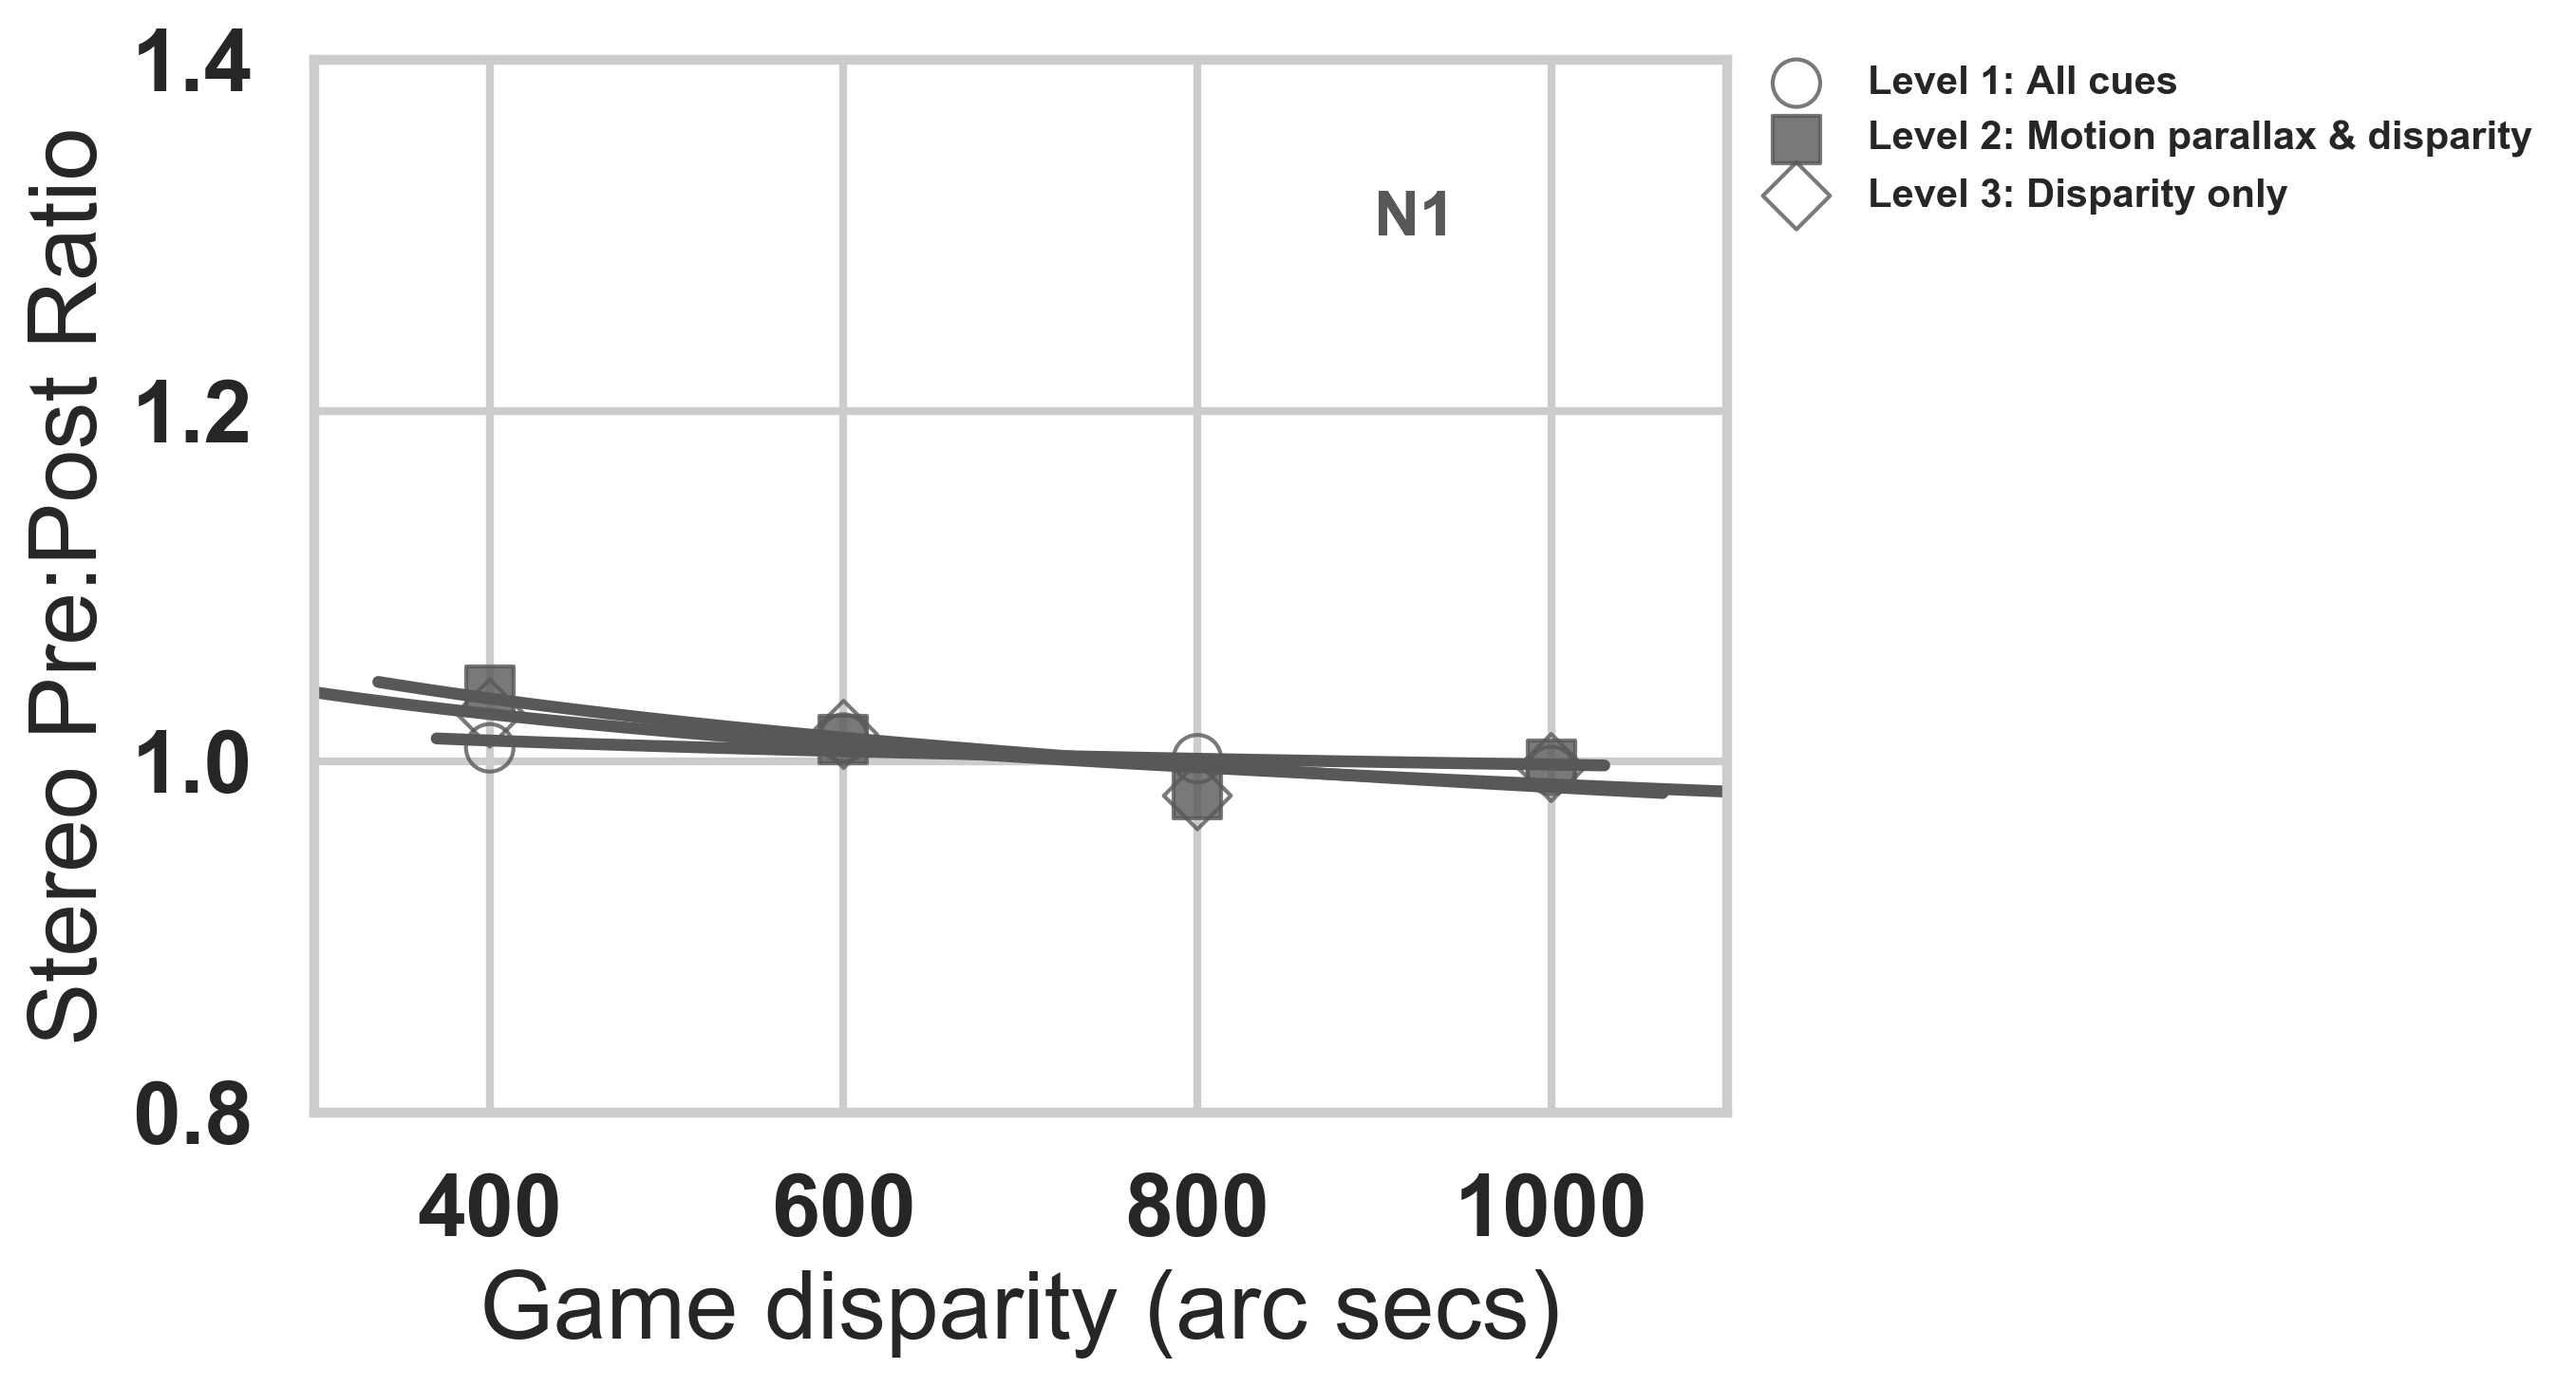 1.4
1.2
1.0
0.8
Stereo Pre:Post Ratio
N1
400 600 800 1000
Game disparity (arc secs)
Level 1: All cues
Level 2: Motion parallax & disparity
Level 3: Disparity only